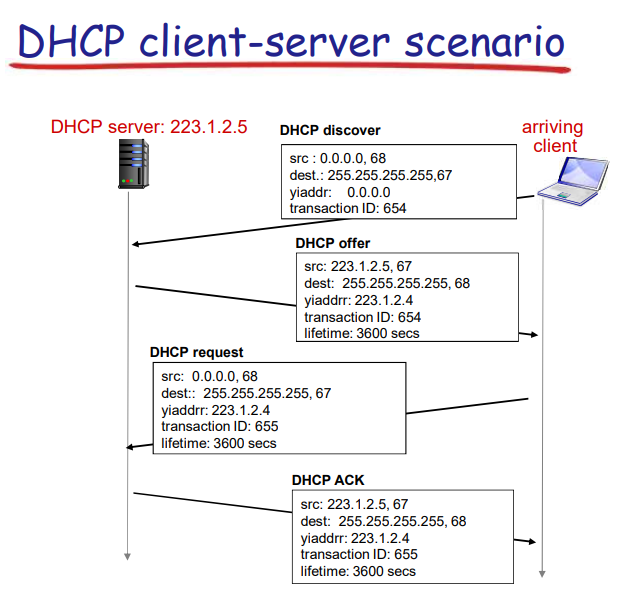 DHCP client-server scenario
DHCP server: 223.1.2.5
arriving
client
DHCP discover
src : 0.0.0.0, 68
dest.: 255.255.255.255,67
yiaddr: 0.0.0.0
transaction ID: 654
DHCP offer
src: 223.1.2.5, 67
dest: 255.255.255.255, 68
yiaddrr: 223.1.2.4
transaction ID: 654
lifetime: 3600 secs
DHCP request
src: 0.0.0.0, 68
dest:: 255.255.255.255, 67
yiaddrr: 223.1.2.4
transaction ID: 655
lifetime: 3600 secs
DHCP ACK
src: 223.1.2.5, 67
dest: 255.255.255.255, 68
yiaddrr: 223.1.2.4
transaction ID: 655
lifetime: 3600 secs